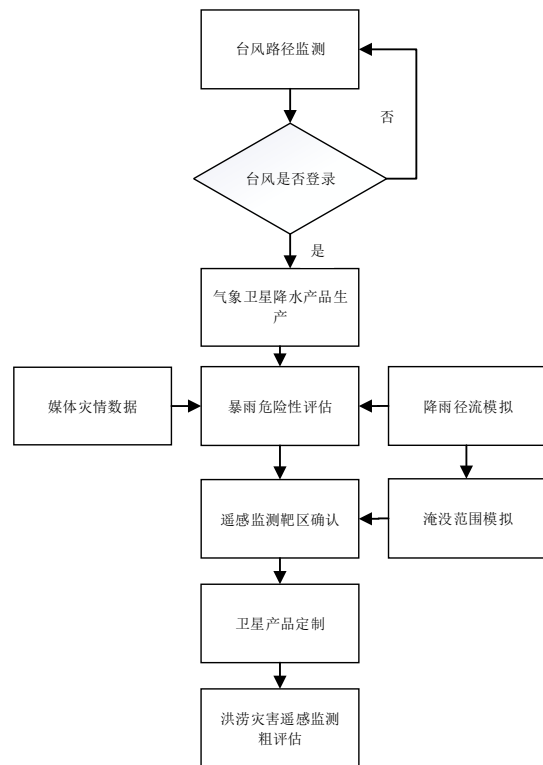 台风路径监测
否
台风是否登录
是
气象卫星降水产品生
产
媒体灾情数据
暴雨危险性评估
降雨径流模拟
遥感监测靶区确认
淹没范围模拟
卫星产品定制
洪涝灾害遥感监测
粗评估